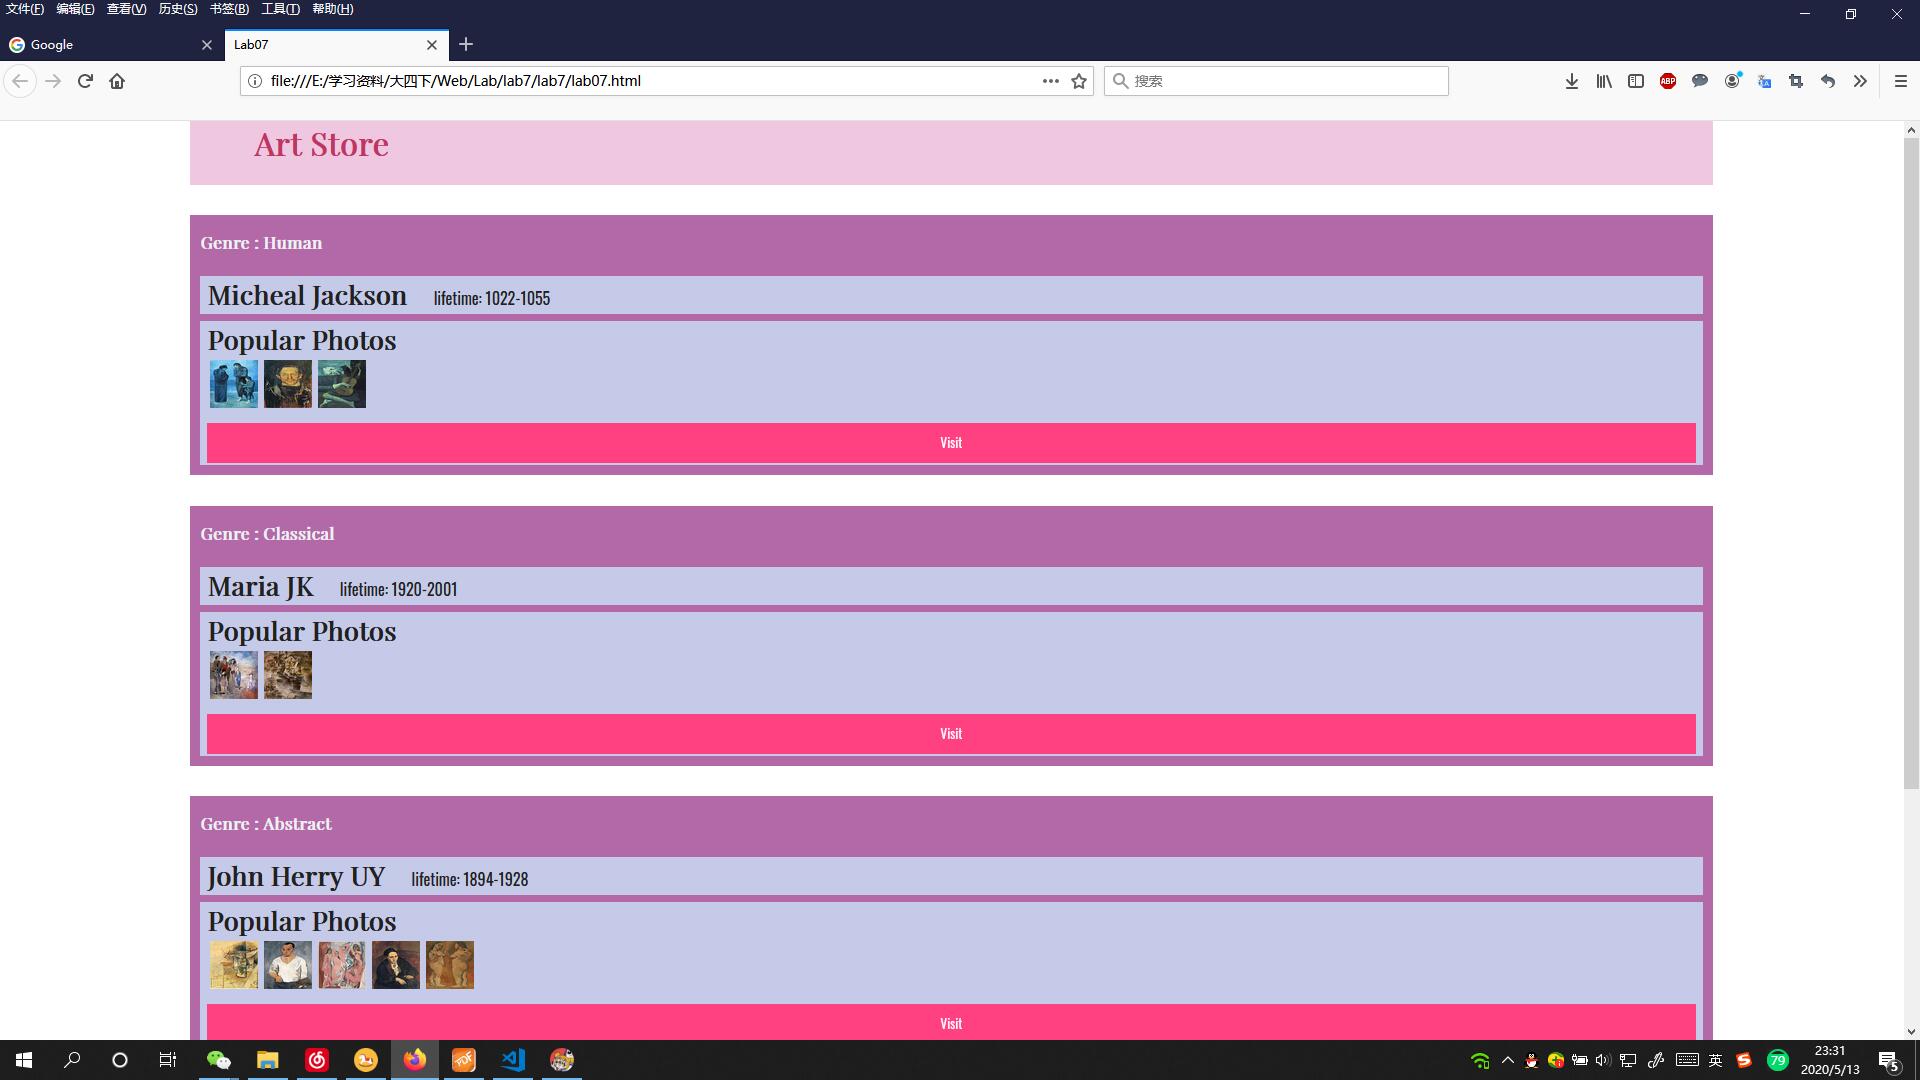 文件(F) 编辑(E) 查看(V) 历史(S) 书签(B) 工具(T) 帮助(H)
Google
Lab07
file:///E:/学习资料/大四下/Web/Lab/lab7/lab7/lab07.html
搜索
ABP
Art Store
Genre : Human
Micheal Jackson lifetime: 1022-1055
Popular Photos
Visit
Genre : Classical
Maria JK lifetime: 1920-2001
Popular Photos
Visit
Genre : Abstract
John Herry UY lifetime: 1894-1928
Popular Photos
Visit
PDF
英
79
23:31
2020/5/13
5